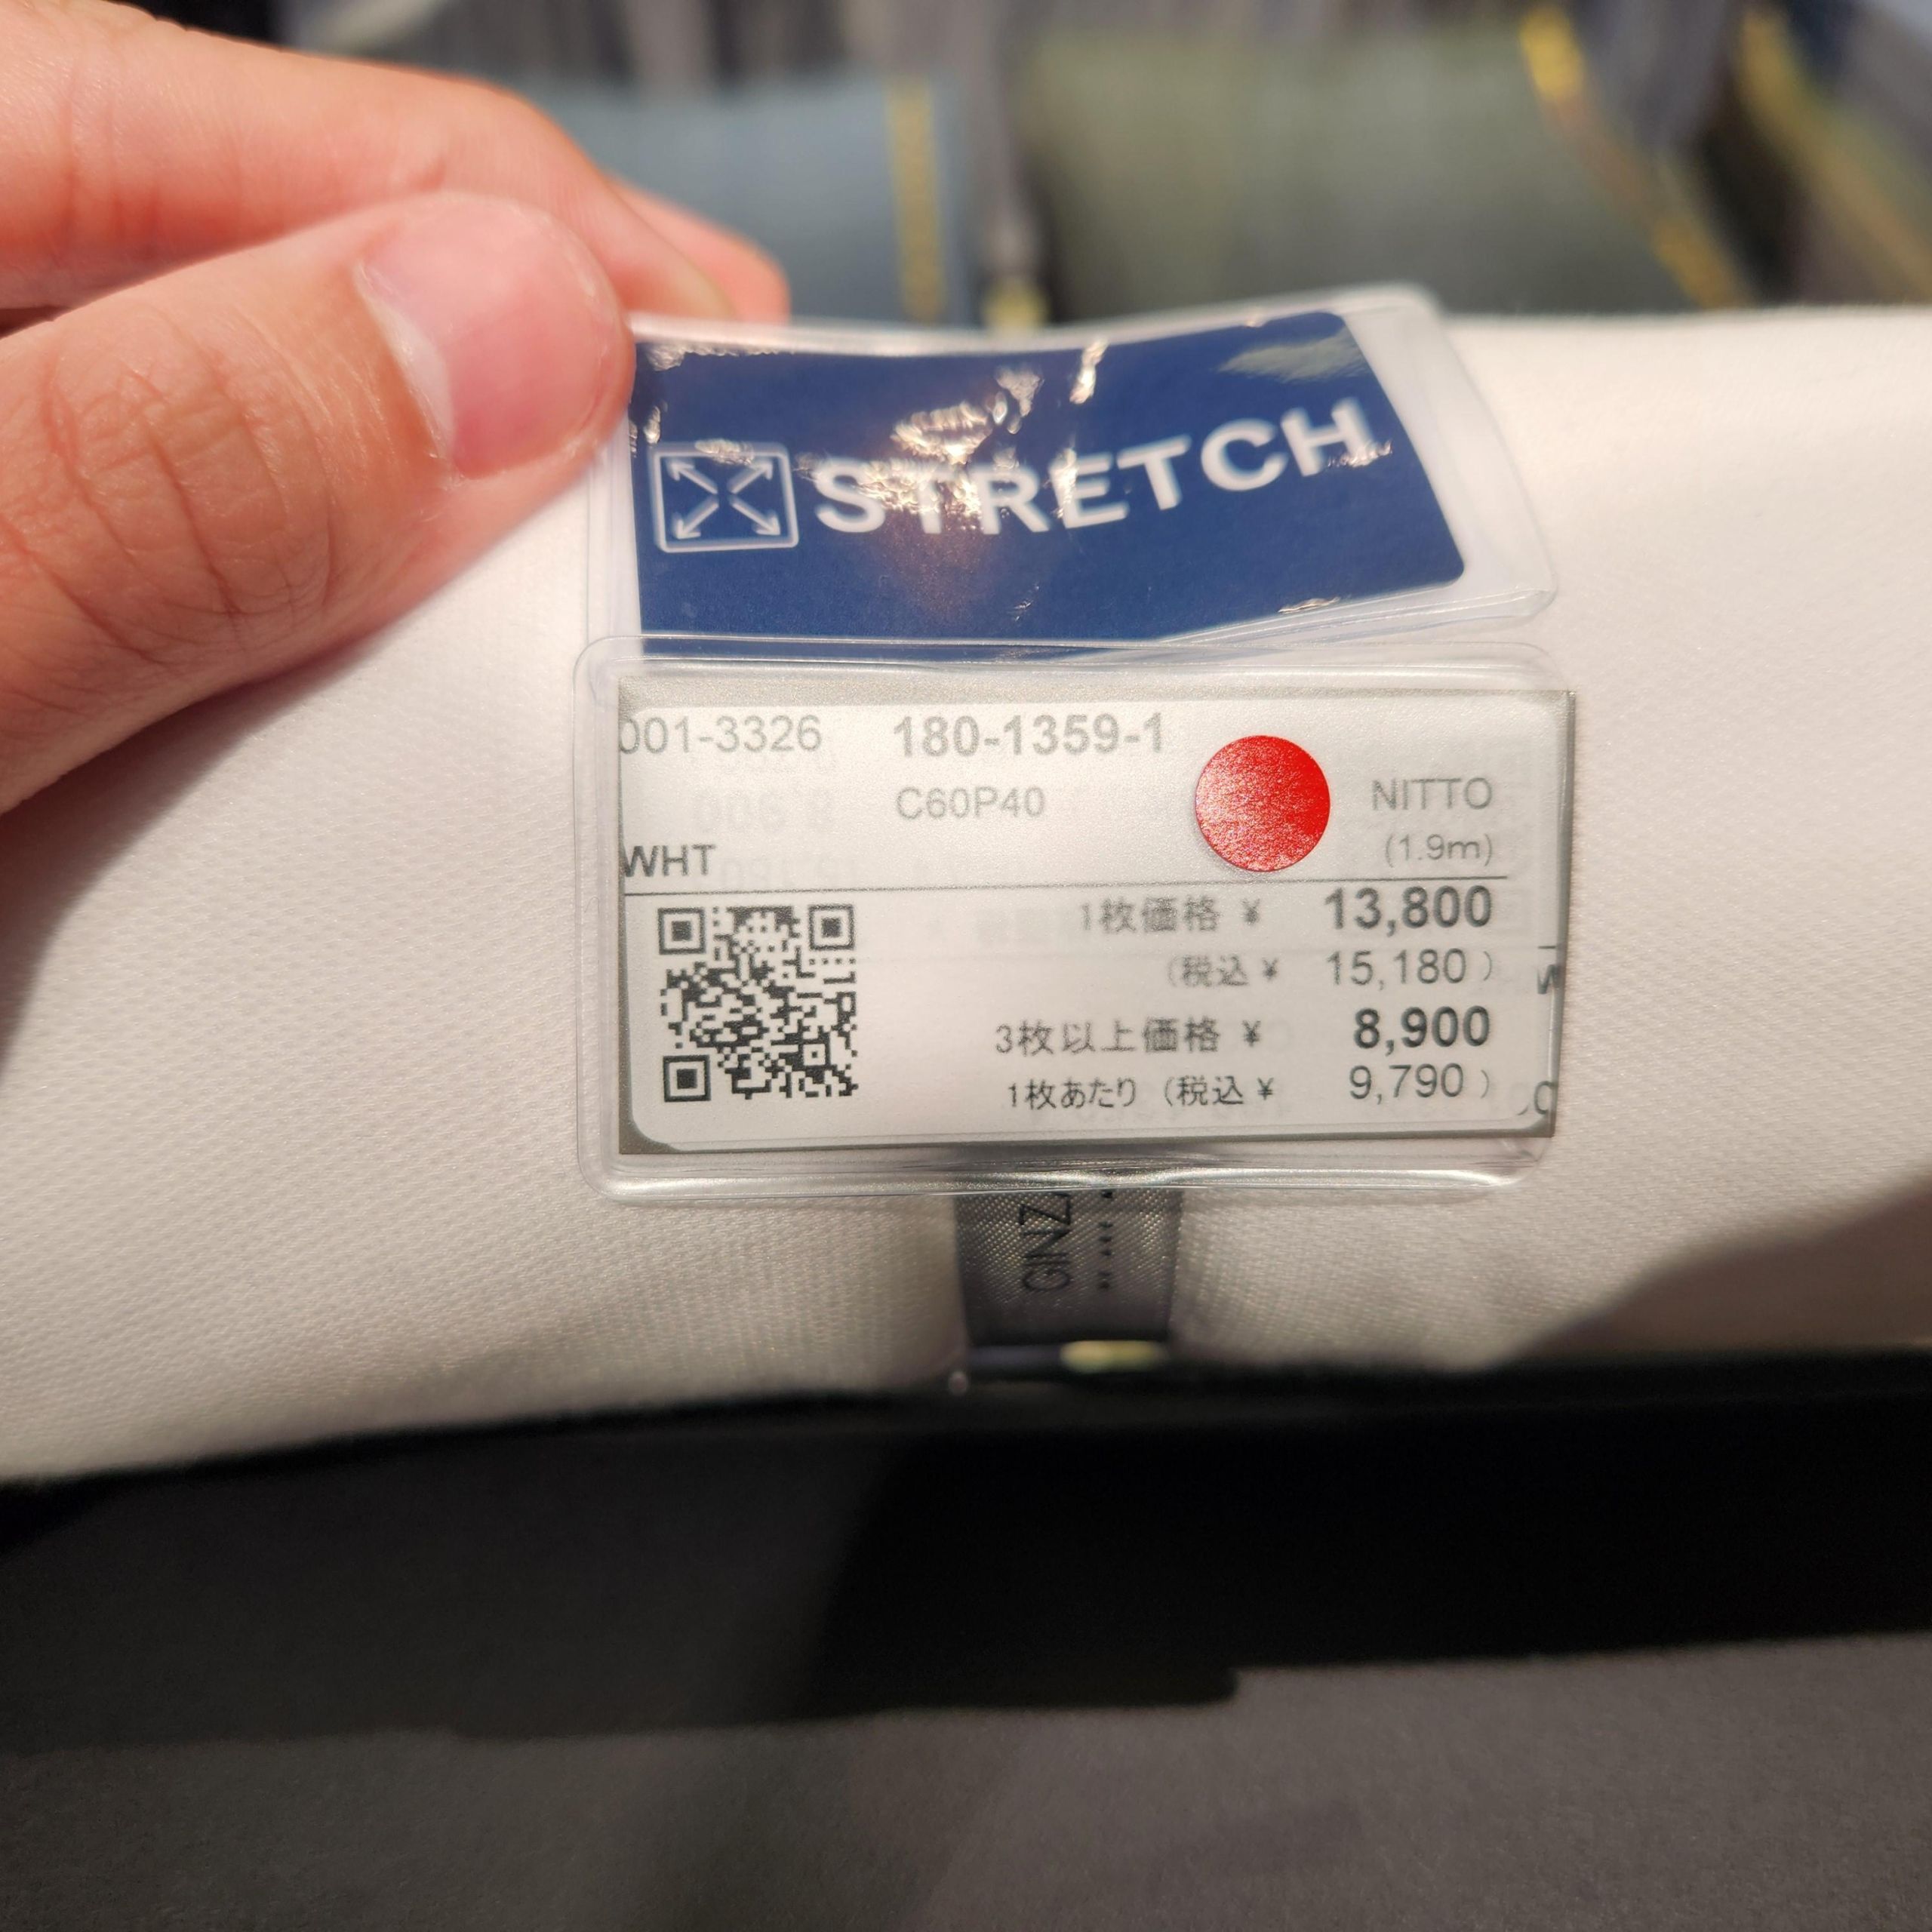 STRETCH
001-3326 180-1359-1
C60P40 NITTO
WHT (1.9m)
1枚価格 ¥ 13,800
(税込 ¥ 15,180)
3枚以上価格 ¥ 8,900
1枚あたり (税込 ¥ 9,790)